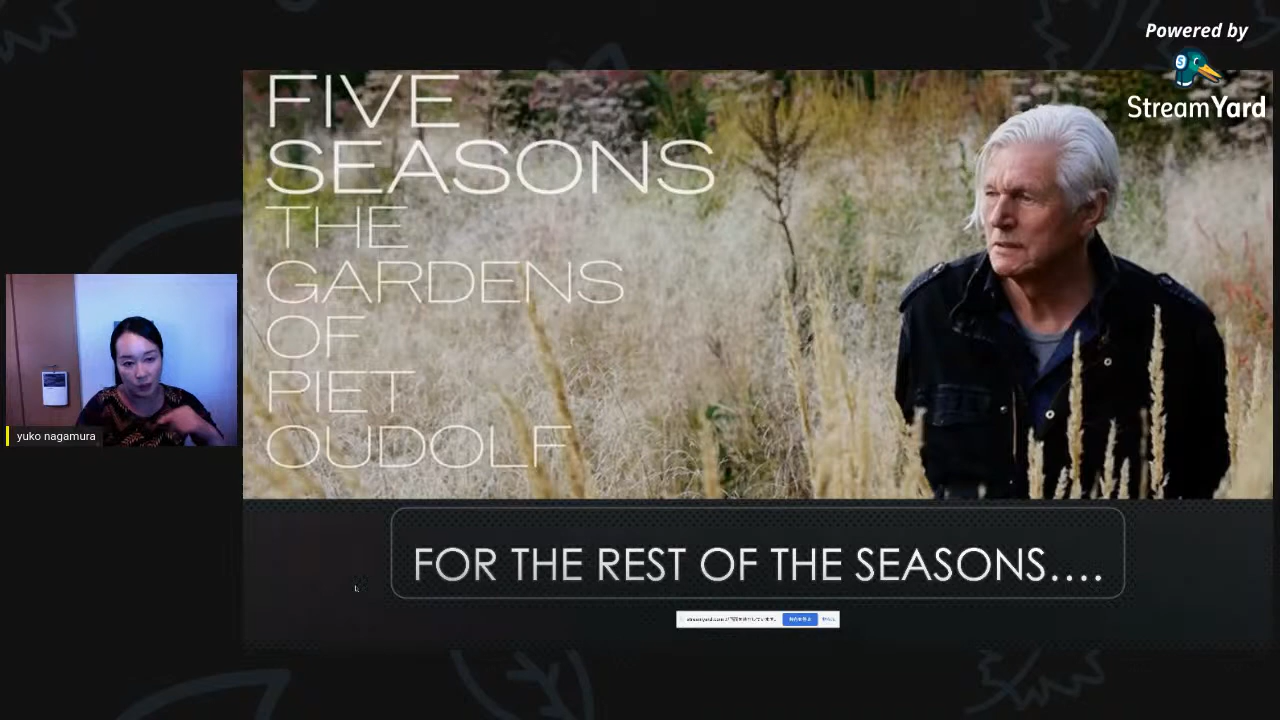 Powered by
StreamYard
FIVE
SEASONS
THE
GARDENS
OF
PIET
OUDOLF
yuko nagamura
FOR THE REST OF THE SEASONS....